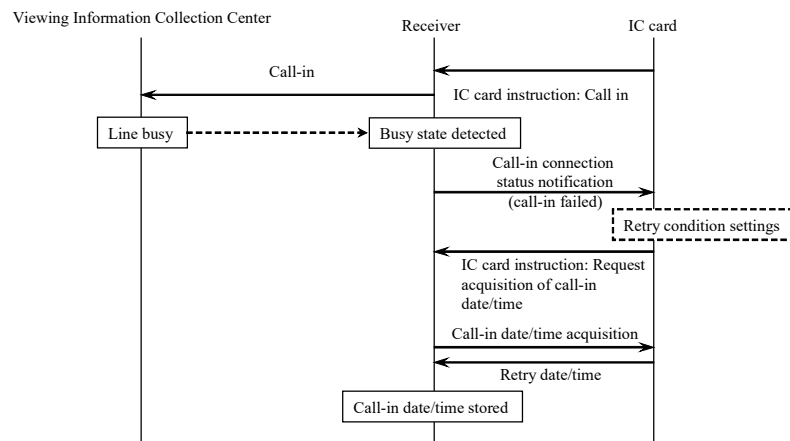 Viewing Information Collection Center
Receiver
IC card
Call-in
IC card instruction: Call in
Line busy
Busy state detected
Call-in connection
status notification
(call-in failed)
Retry condition settings
IC card instruction: Request
acquisition of call-in
date/time
Call-in date/time acquisition
Retry date/time
Call-in date/time stored